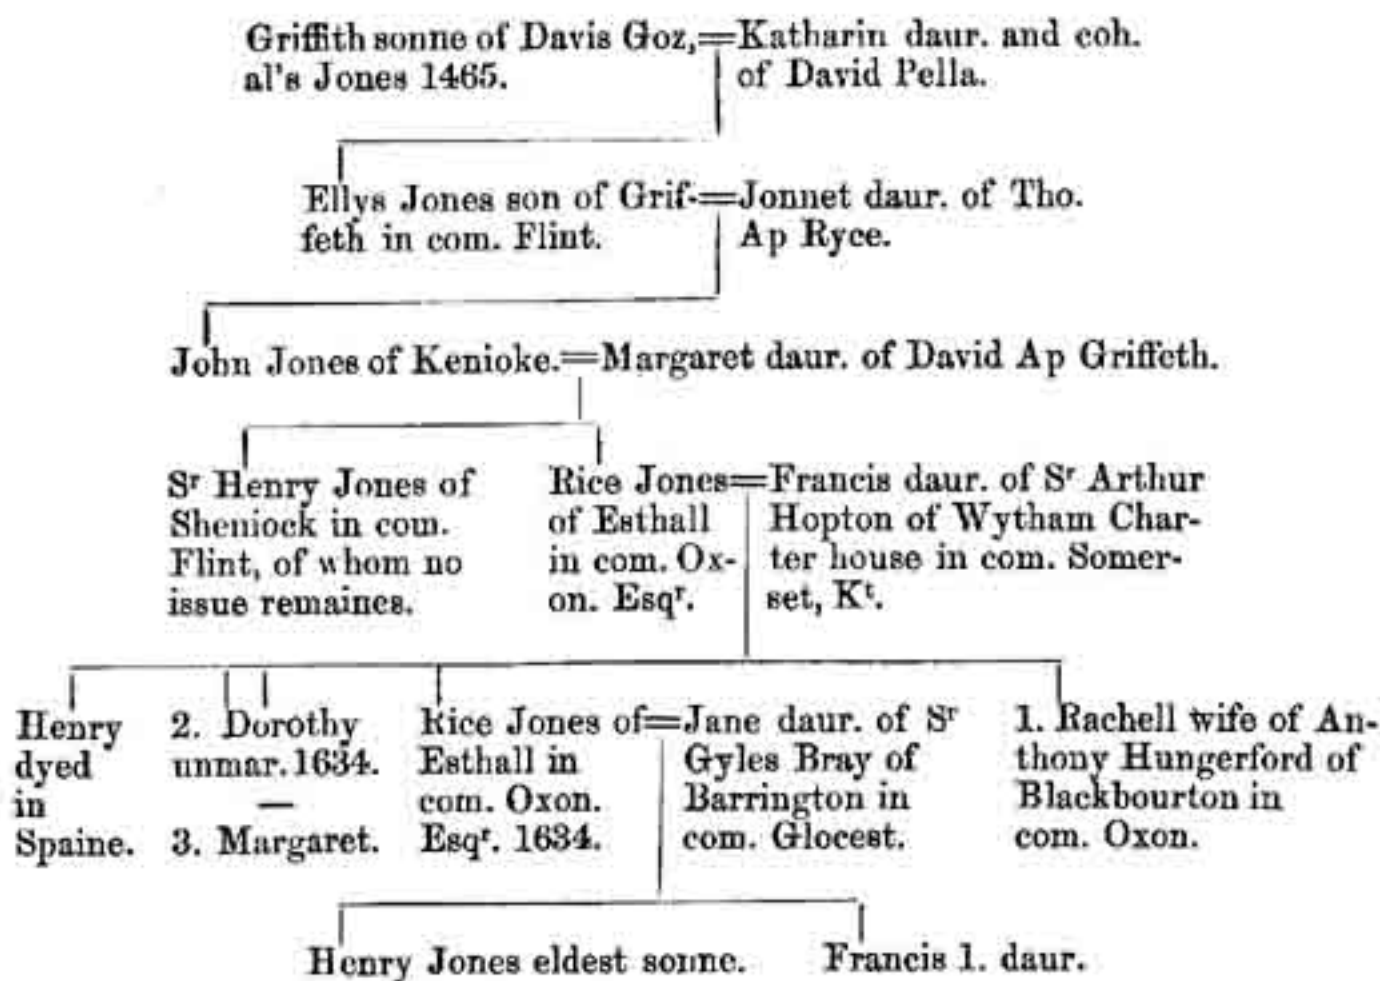 Griffith sonne of Davis Goz,=Katharin daur. and coh.
al's Jones 1465. of David Pella.
Ellys Jones son of Grif-=Jonnet daur. of Tho.
feth in com. Flint. Ap Ryce.
John Jones of Kenioke.=Margaret daur. of David Ap Griffeth.
Sʳ Henry Jones of
Sheniock in com.
Flint, of whom no
issue remaines.
Rice Jones=Francis daur. of Sʳ Arthur
of Esthall Hopton of Wytham Char-
in com. Ox- ter house in com. Somer-
on. Esqʳ. set, Kᵗ.
Henry
dyed
in
Spaine.
2. Dorothy
unmar. 1634.
—
3. Margaret.
Rice Jones of=Jane daur. of Sʳ
Esthall in Gyles Bray of
com. Oxon. Barrington in
Esqʳ. 1634. com. Glocest.
1. Rachell wife of An-
thony Hungerford of
Blackbourton in
com. Oxon.
Henry Jones eldest sonne. Francis 1. daur.